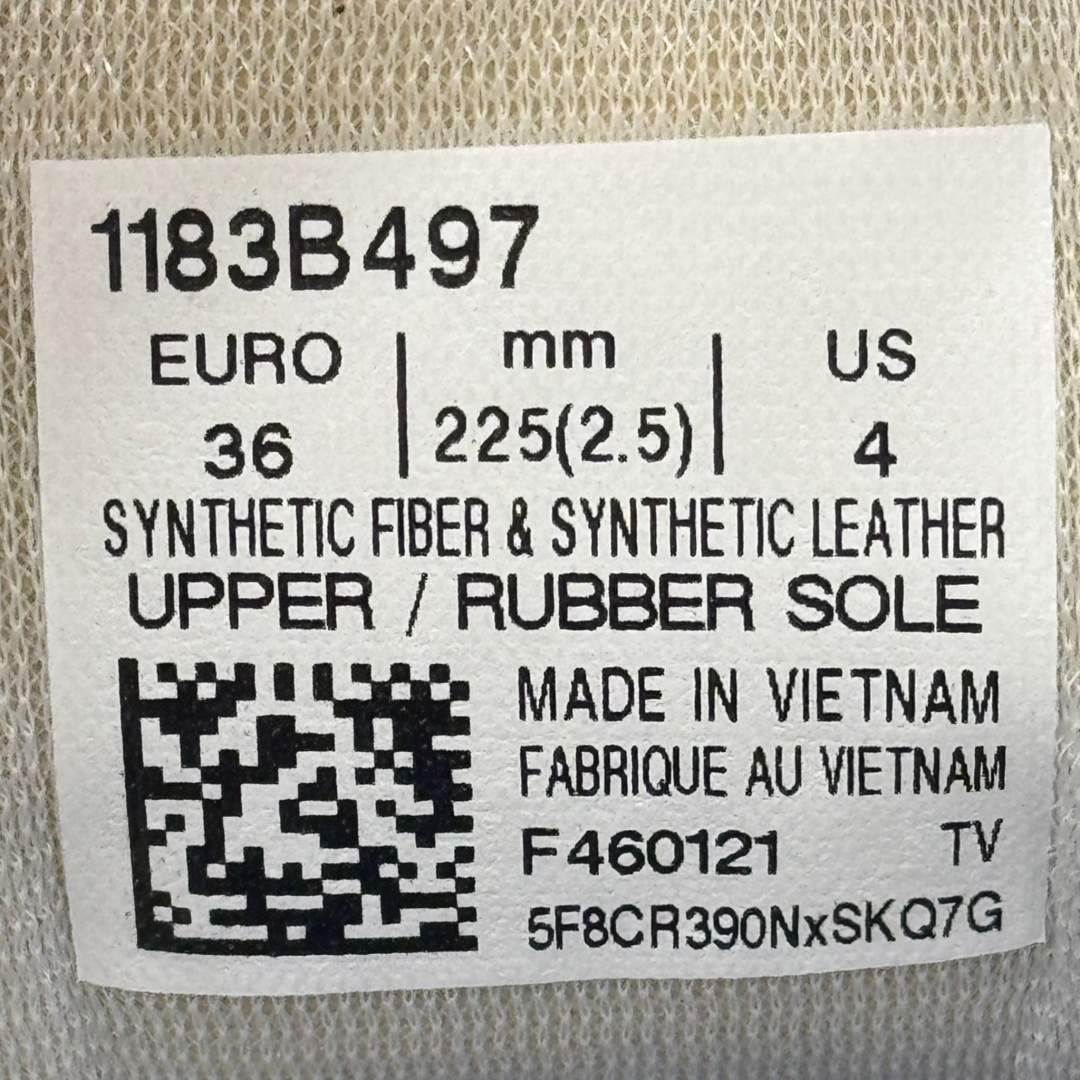 1183B497
EURO | mm | US
36 | 225(2.5) | 4
SYNTHETIC FIBER & SYNTHETIC LEATHER
UPPER / RUBBER SOLE
MADE IN VIETNAM
FABRIQUE AU VIETNAM
F460121 TV
5F8CR390NxSKQ7G